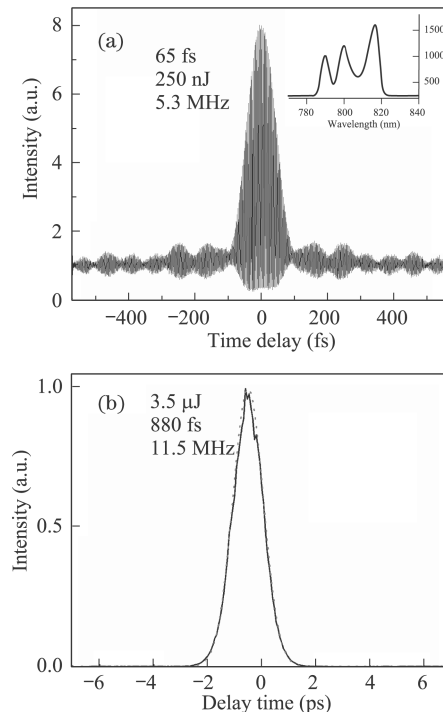 (a)
65 fs
250 nJ
5.3 MHz
1500
1000
500
780
800
820
840
Wavelength (nm)
Intensity (a.u.)
8
6
4
2
0
−400
−200
0
200
400
Time delay (fs)
(b)
3.5 μJ
880 fs
11.5 MHz
Intensity (a.u.)
1.0
0.5
0.0
−6
−4
−2
0
2
4
6
Delay time (ps)